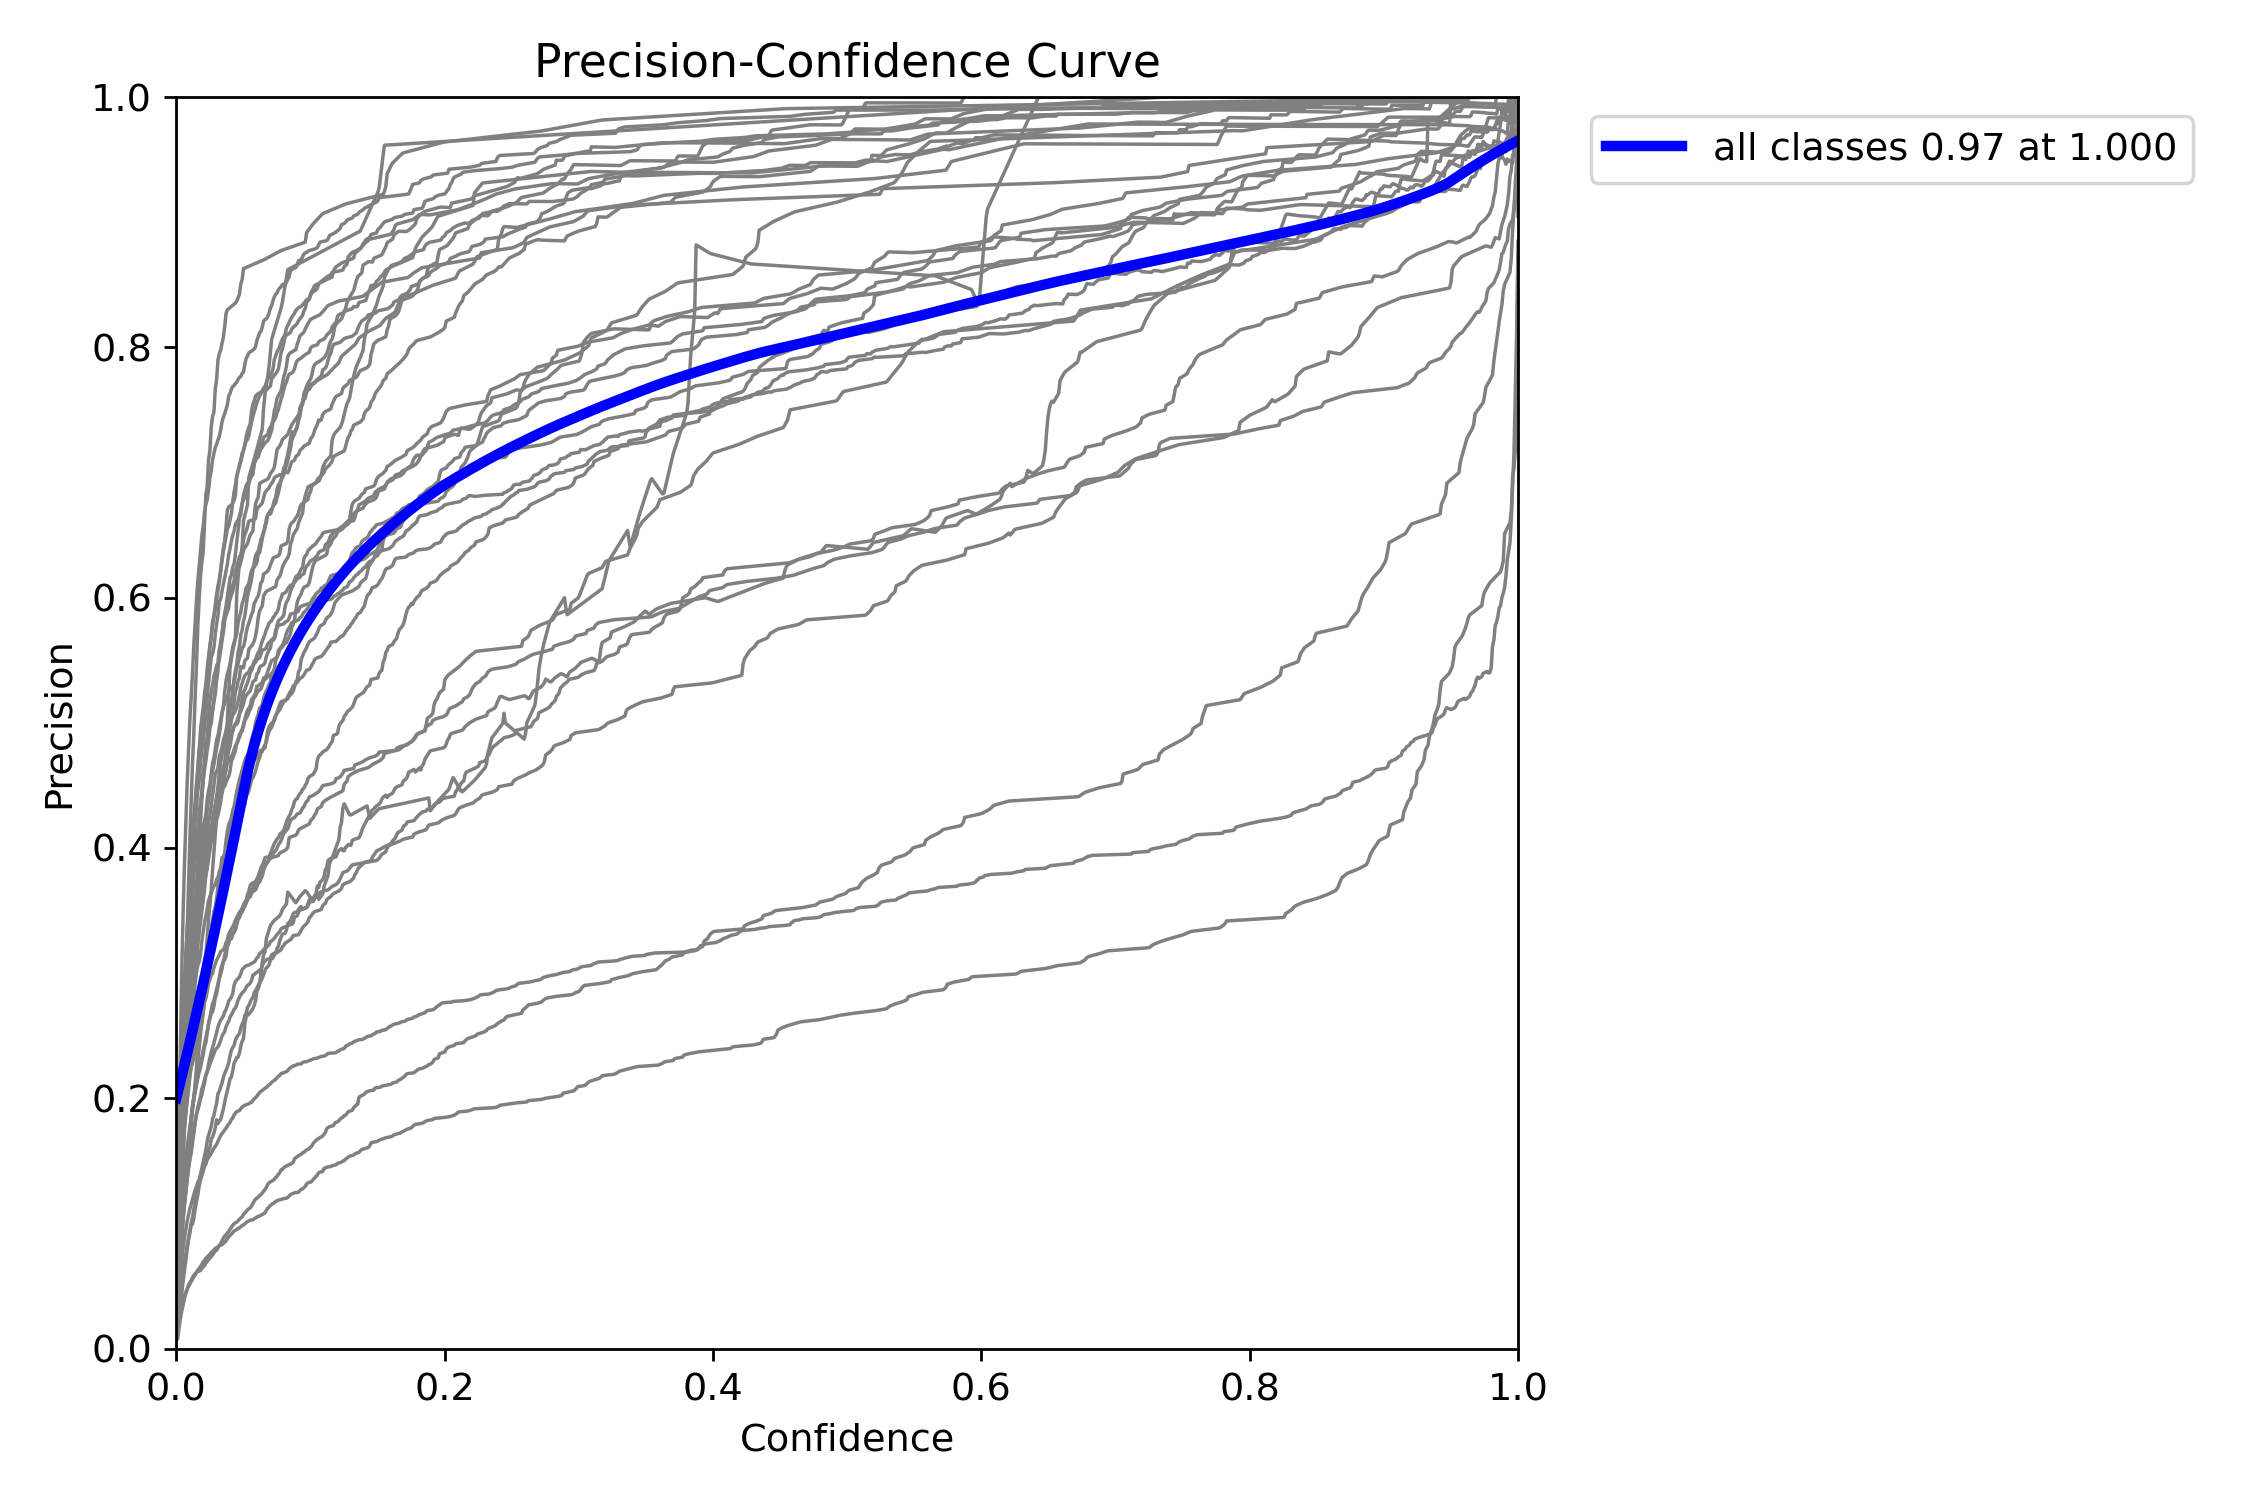 Precision-Confidence Curve
all classes 0.97 at 1.000
Precision
1.0
0.8
0.6
0.4
0.2
0.0
0.0 0.2 0.4 0.6 0.8 1.0
Confidence